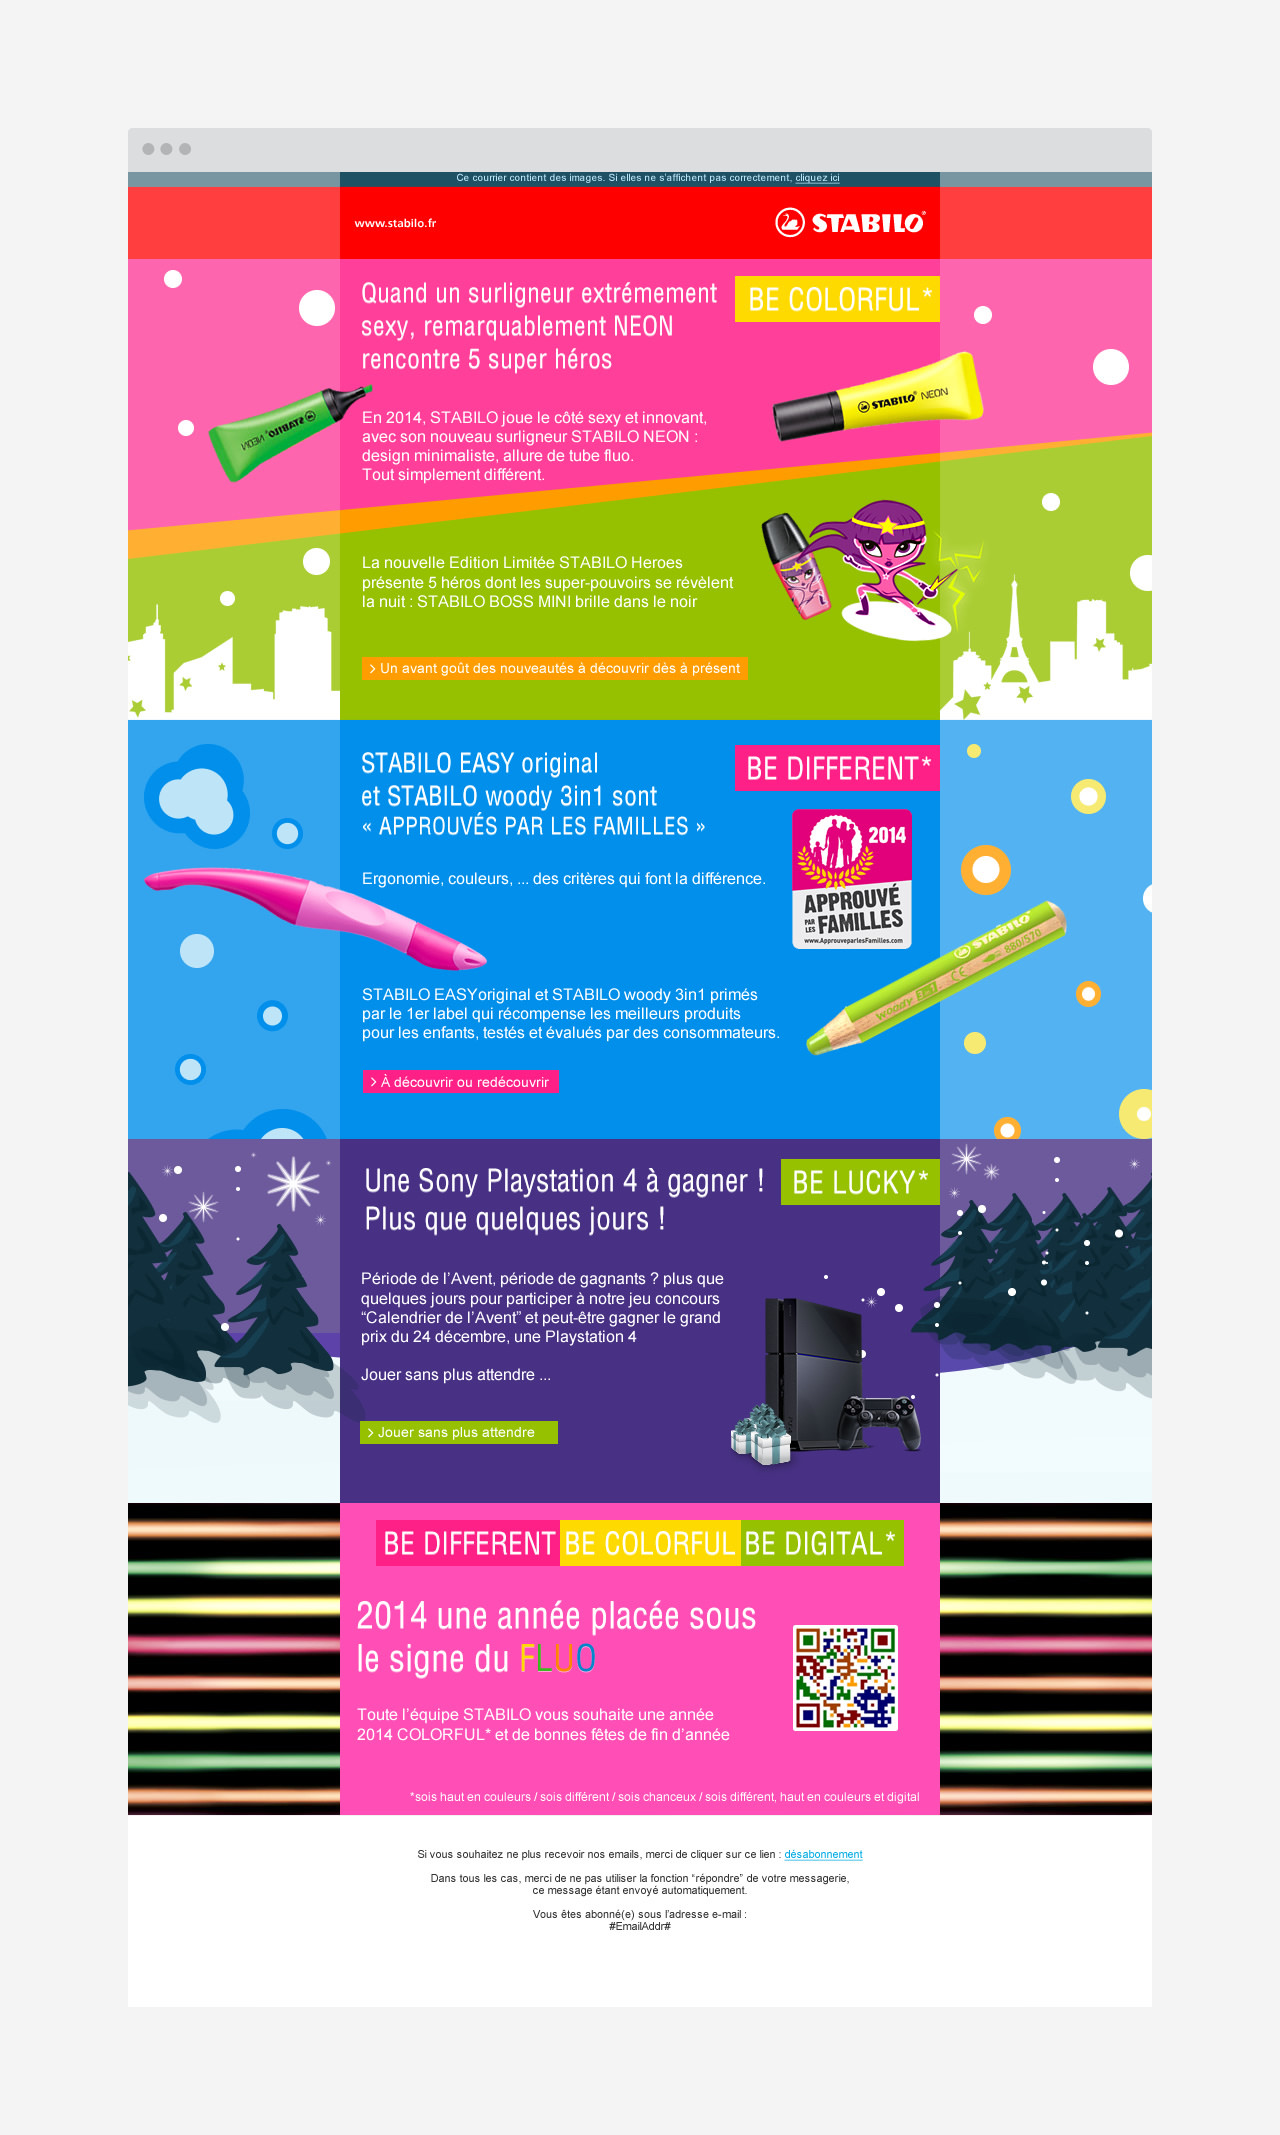 Ce courrier contient des images. Si elles ne s'affichent pas correctement, cliquez ici
www.stabilo.fr
STABILO®
Quand un surligneur extrémement
sexy, remarquablement NEON
rencontre 5 super héros
BE COLORFUL*
STABILO® NEON
STABILO® NEON
En 2014, STABILO joue le côté sexy et innovant,
avec son nouveau surligneur STABILO NEON :
design minimaliste, allure de tube fluo.
Tout simplement différent.
La nouvelle Edition Limitée STABILO Heroes
présente 5 héros dont les super-pouvoirs se révèlent
la nuit : STABILO BOSS MINI brille dans le noir
> Un avant goût des nouveautés à découvrir dès à présent
STABILO EASY original
et STABILO woody 3in1 sont
« APPROUVÉS PAR LES FAMILLES »
BE DIFFERENT*
2014
APPROUVÉ
PAR LES FAMILLES
www.ApprouveparlesFamilles.com
Ergonomie, couleurs, ... des critères qui font la différence.
STABILO®
woody 3in1 CE 880/570
STABILO EASYoriginal et STABILO woody 3in1 primés
par le 1er label qui récompense les meilleurs produits
pour les enfants, testés et évalués par des consommateurs.
> À découvrir ou redécouvrir
Une Sony Playstation 4 à gagner !
Plus que quelques jours !
BE LUCKY*
Période de l'Avent, période de gagnants ? plus que
quelques jours pour participer à notre jeu concours
“Calendrier de l'Avent” et peut-être gagner le grand
prix du 24 décembre, une Playstation 4
Jouer sans plus attendre ...
> Jouer sans plus attendre
BE DIFFERENT BE COLORFUL BE DIGITAL*
2014 une année placée sous
le signe du FLUO
Toute l'équipe STABILO vous souhaite une année
2014 COLORFUL* et de bonnes fêtes de fin d'année
*sois haut en couleurs / sois différent / sois chanceux / sois différent, haut en couleurs et digital
Si vous souhaitez ne plus recevoir nos emails, merci de cliquer sur ce lien : désabonnement
Dans tous les cas, merci de ne pas utiliser la fonction “répondre” de votre messagerie,
ce message étant envoyé automatiquement.
Vous êtes abonné(e) sous l'adresse e-mail :
#EmailAddr#